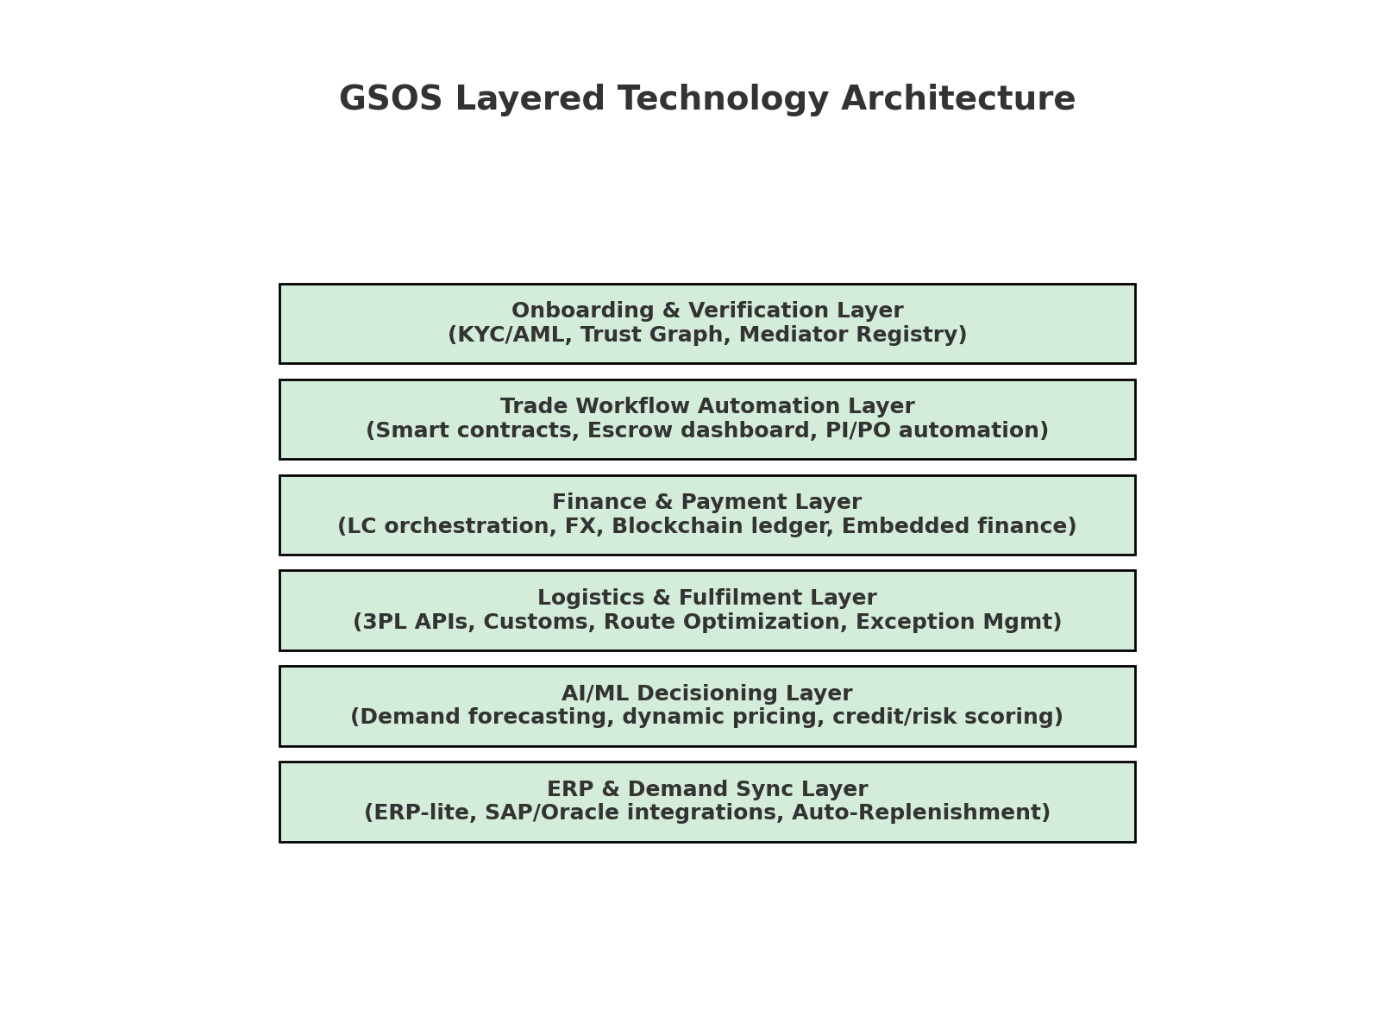 GSOS Layered Technology Architecture
Onboarding & Verification Layer
(KYC/AML, Trust Graph, Mediator Registry)
Trade Workflow Automation Layer
(Smart contracts, Escrow dashboard, PI/PO automation)
Finance & Payment Layer
(LC orchestration, FX, Blockchain ledger, Embedded finance)
Logistics & Fulfilment Layer
(3PL APIs, Customs, Route Optimization, Exception Mgmt)
AI/ML Decisioning Layer
(Demand forecasting, dynamic pricing, credit/risk scoring)
ERP & Demand Sync Layer
(ERP-lite, SAP/Oracle integrations, Auto-Replenishment)